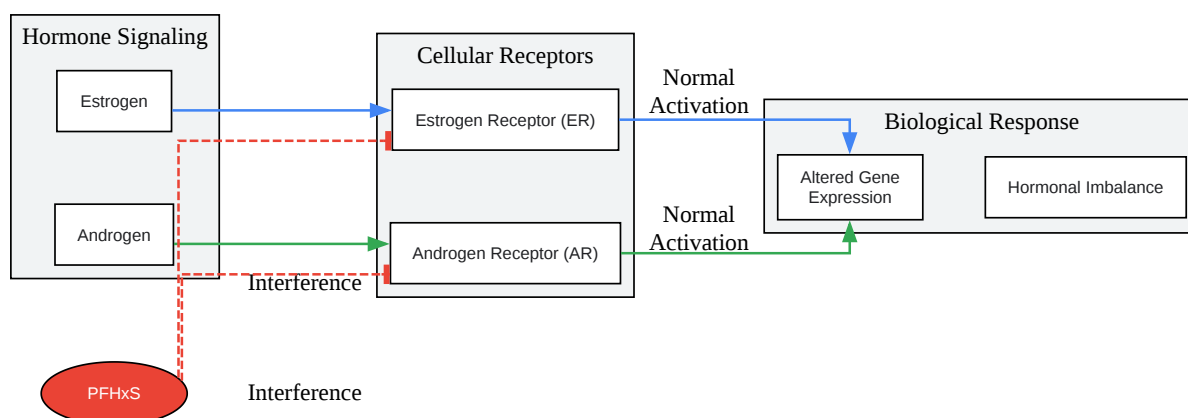 Hormone Signaling
Estrogen
Androgen
Cellular Receptors
Estrogen Receptor (ER)
Androgen Receptor (AR)
Normal
Activation
Normal
Activation
Biological Response
Altered Gene
Expression
Hormonal Imbalance
Interference
PFHxS
Interference